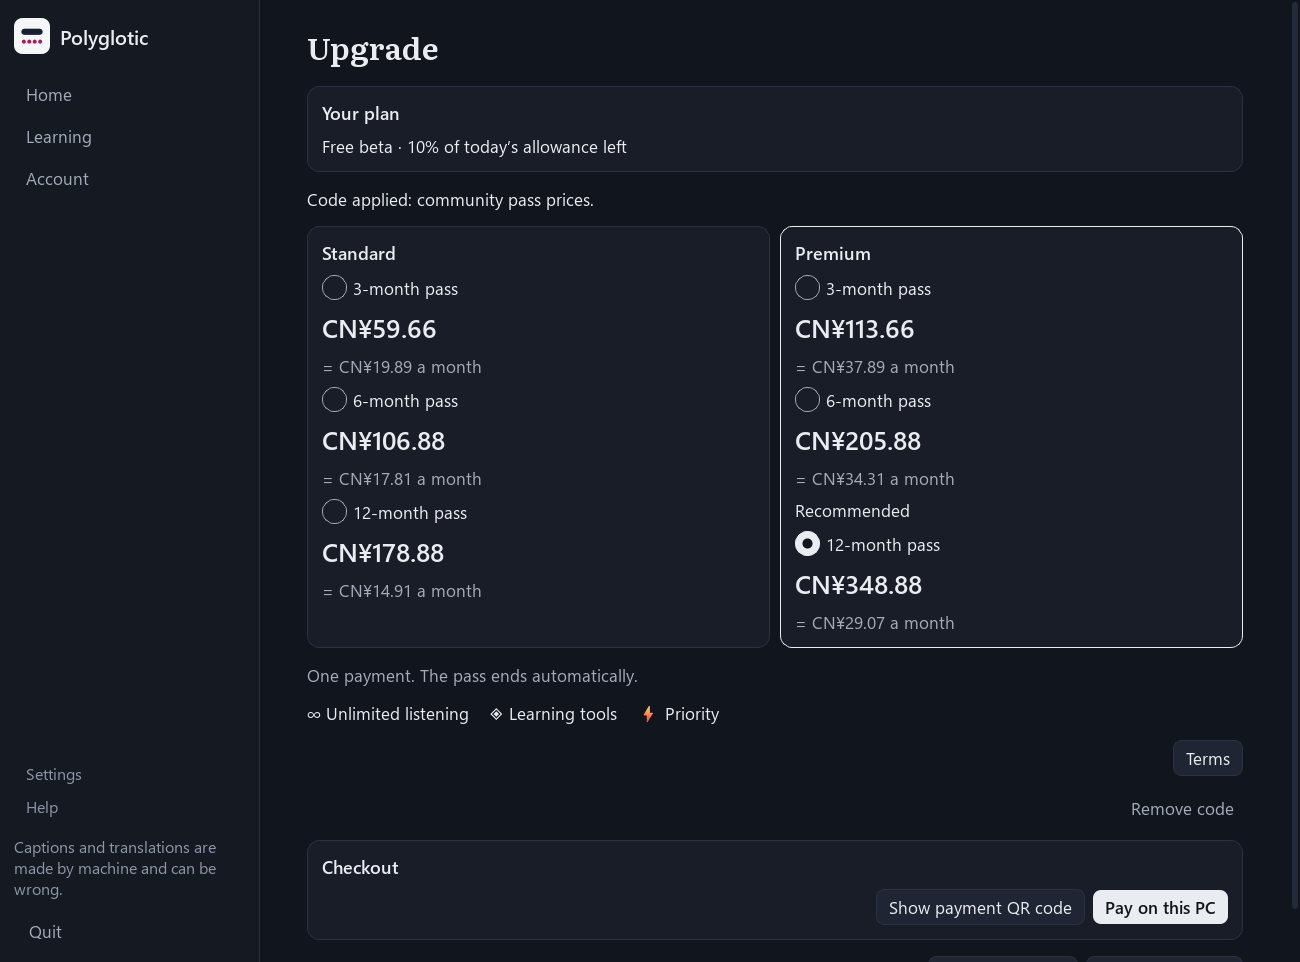 Polyglotic
Home
Learning
Account
Settings
Help
Captions and translations are
made by machine and can be
wrong.
Quit
Upgrade
Your plan
Free beta · 10% of today’s allowance left
Code applied: community pass prices.
Standard
3-month pass
CN¥59.66
= CN¥19.89 a month
6-month pass
CN¥106.88
= CN¥17.81 a month
12-month pass
CN¥178.88
= CN¥14.91 a month
Premium
3-month pass
CN¥113.66
= CN¥37.89 a month
6-month pass
CN¥205.88
= CN¥34.31 a month
Recommended
12-month pass
CN¥348.88
= CN¥29.07 a month
One payment. The pass ends automatically.
∞ Unlimited listening
Learning tools
Priority
Terms
Remove code
Checkout
Show payment QR code
Pay on this PC